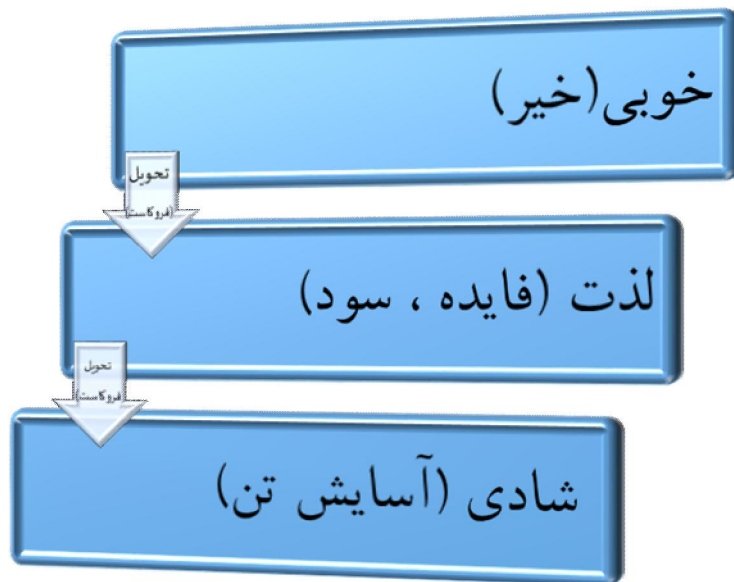 خوبی(خیر)
تحویل
(فروکاست)
لذت (فایده ، سود)
تحویل
(فروکاست)
شادی (آسایش تن)